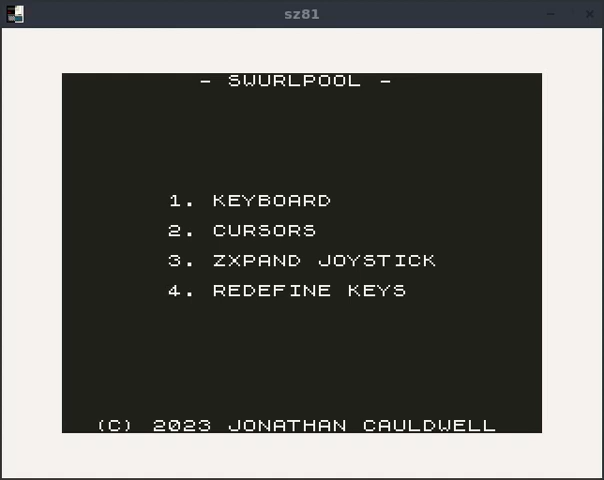 sz81
- SWURLPOOL -
1. KEYBOARD
2. CURSORS
3. ZXPAND JOYSTICK
4. REDEFINE KEYS
(C) 2023 JONATHAN CAULDWELL